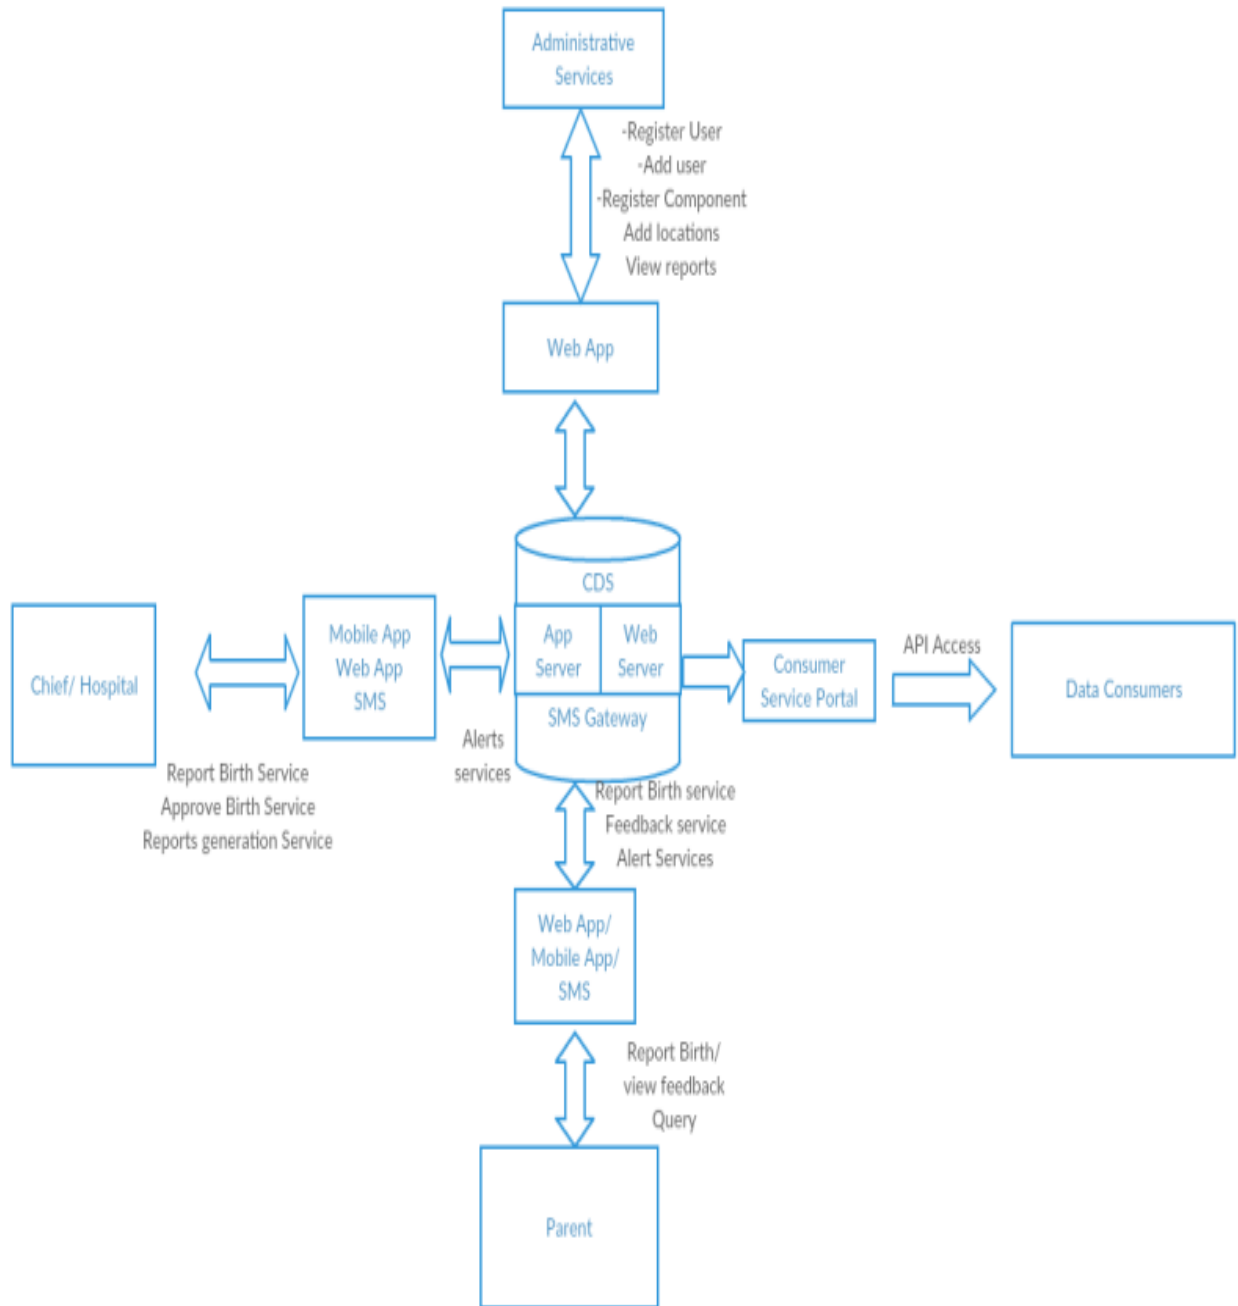 Administrative
Services
-Register User
-Add user
-Register Component
Add locations
View reports
Web App
CDS
App
Server
Web
Server
SMS Gateway
Chief/ Hospital
Mobile App
Web App
SMS
Report Birth Service
Approve Birth Service
Reports generation Service
Alerts
services
Consumer
Service Portal
API Access
Data Consumers
Report Birth service
Feedback service
Alert Services
Web App/
Mobile App/
SMS
Report Birth/
view feedback
Query
Parent